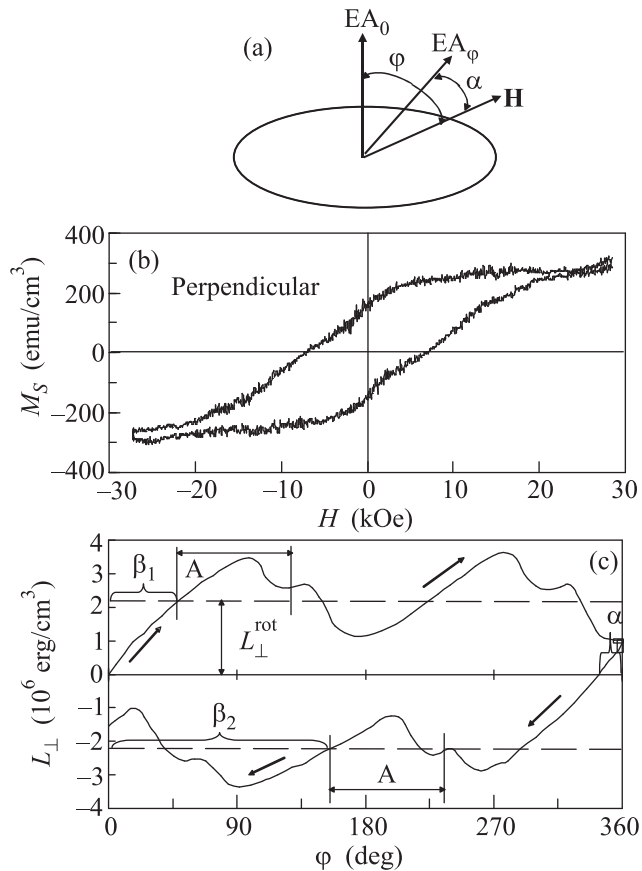 (a)
EA₀
EAφ
φ
α
H
(b)
Perpendicular
400
200
0
–200
–400
M_S (emu/cm³)
–30
–20
–10
0
10
20
30
H (kOe)
(c)
4
3
2
1
0
–1
–2
–3
–4
L⊥ (10⁶ erg/cm³)
β₁
A
L⊥^rot
α
β₂
A
0
90
180
270
360
φ (deg)